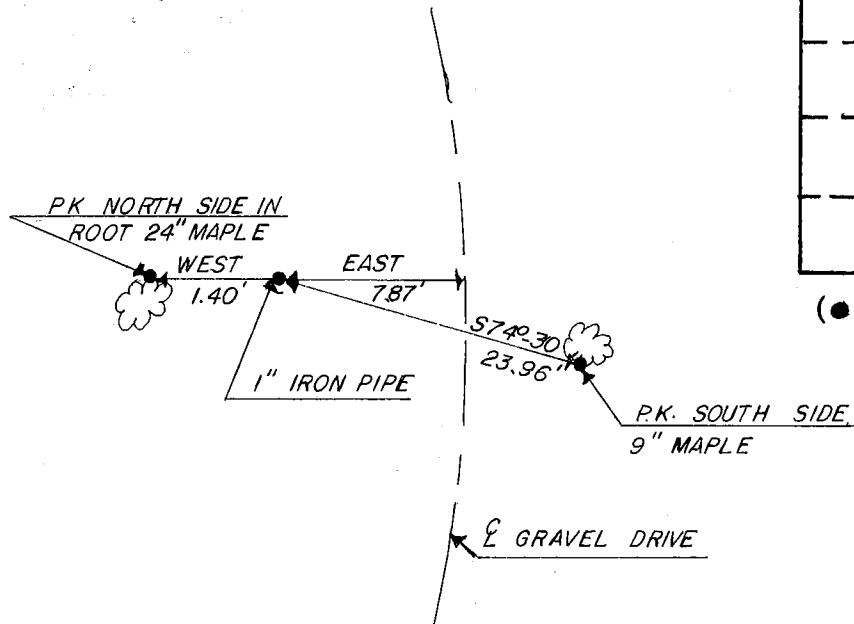 PK NORTH SIDE IN
ROOT 24" MAPLE
WEST
1.40'
EAST
7.87'
S74°-30
23.96'
1" IRON PIPE
P.K. SOUTH SIDE
9" MAPLE
℄ GRAVEL DRIVE
(●